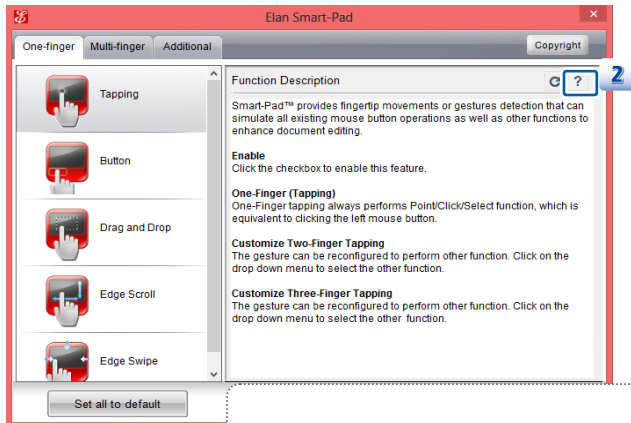 Elan Smart-Pad
One-finger Multi-finger Additional
Copyright
Function Description
?
2
Tapping
Button
Drag and Drop
Edge Scroll
Edge Swipe
Smart-Pad™ provides fingertip movements or gestures detection that can
simulate all existing mouse button operations as well as other functions to
enhance document editing.
Enable
Click the checkbox to enable this feature.
One-Finger (Tapping)
One-Finger tapping always performs Point/Click/Select function, which is
equivalent to clicking the left mouse button.
Customize Two-Finger Tapping
The gesture can be reconfigured to perform other function. Click on the
drop down menu to select the other function.
Customize Three-Finger Tapping
The gesture can be reconfigured to perform other function. Click on the
drop down menu to select the other function.
Set all to default